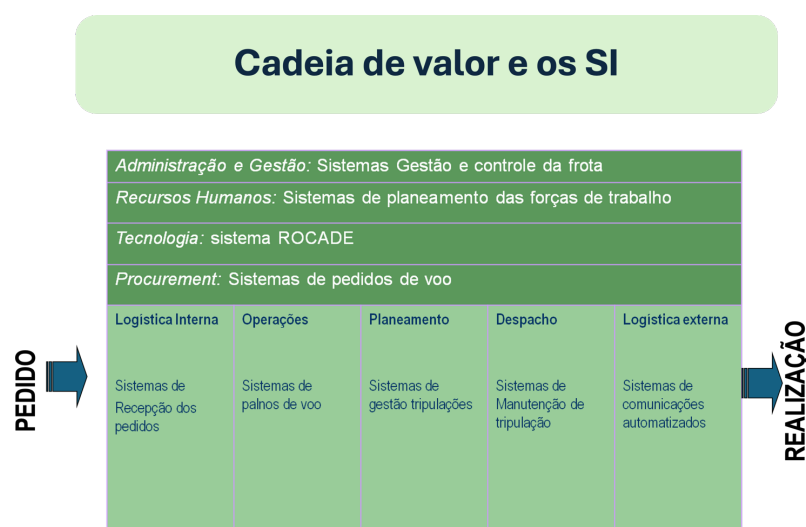 Cadeia de valor e os SI
Administração e Gestão: Sistemas Gestão e controle da frota
Recursos Humanos: Sistemas de planeamento das forças de trabalho
Tecnologia: sistema ROCADE
Procurement: Sistemas de pedidos de voo
PEDIDO
Logística Interna
Sistemas de
Recepção dos
pedidos
Operações
Sistemas de
palnos de voo
Planeamento
Sistemas de
gestão tripulações
Despacho
Sistemas de
Manutenção de
tripulação
Logística externa
Sistemas de
comunicações
automatizados
REALIZAÇÃO